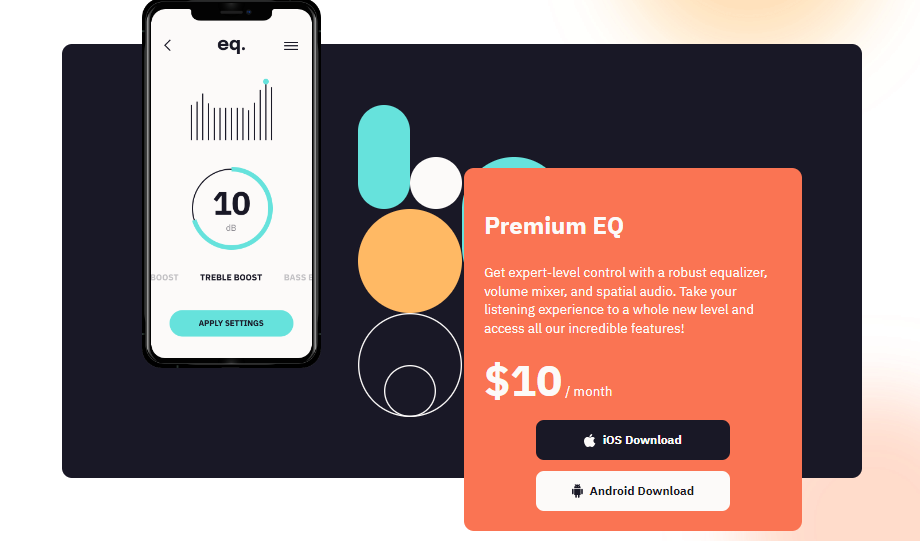 eq.
10
dB
BOOST
TREBLE BOOST
BASS
APPLY SETTINGS
Premium EQ
Get expert-level control with a robust equalizer,
volume mixer, and spatial audio. Take your
listening experience to a whole new level and
access all our incredible features!
$10 / month
iOS Download
Android Download